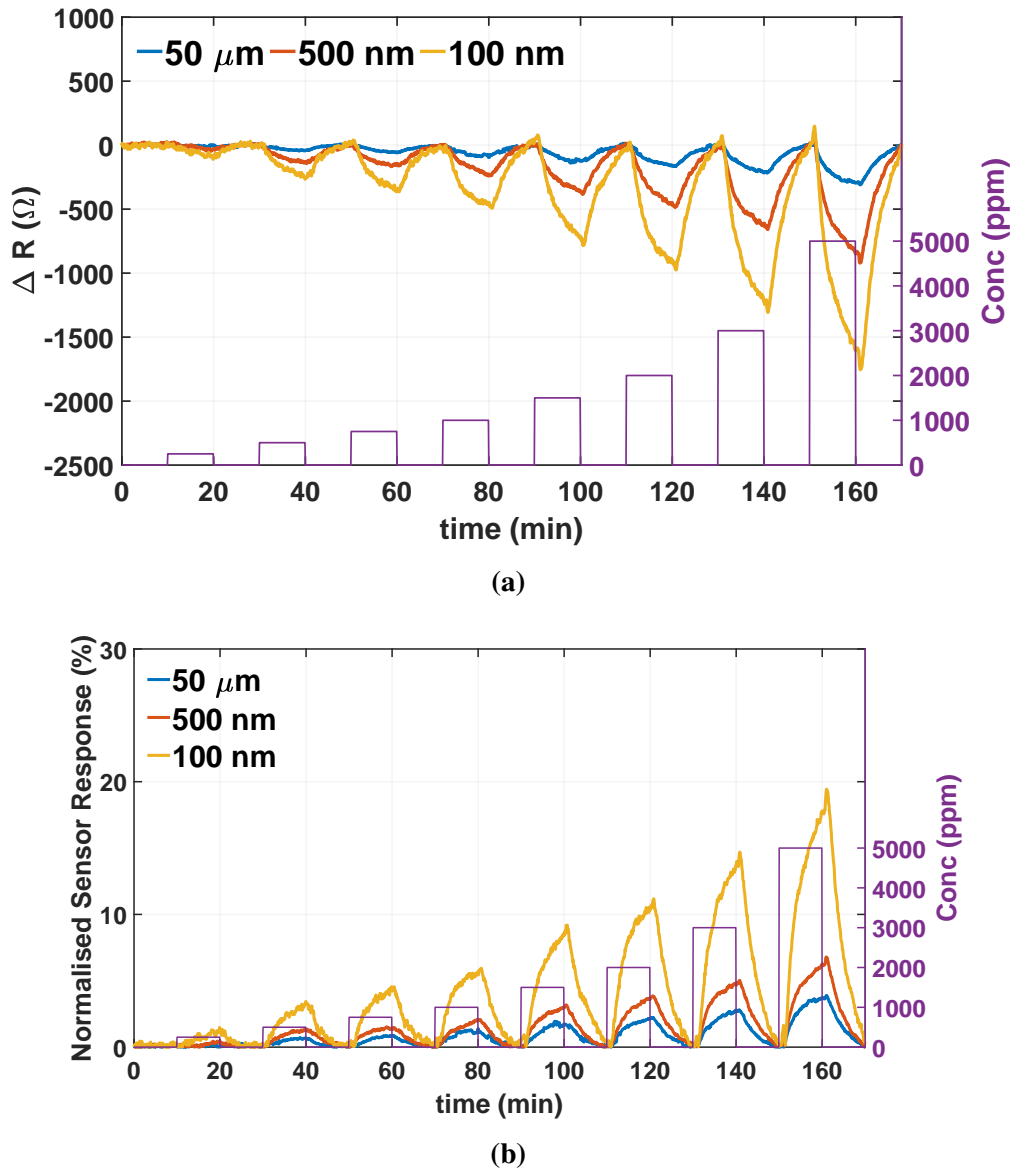 1000
500
0
-500
-1000
-1500
-2000
-2500
Δ R (Ω)
50 μm 500 nm 100 nm
5000
4000
3000
2000
1000
0
Conc (ppm)
0 20 40 60 80 100 120 140 160
time (min)
(a)
30
20
10
0
Normalised Sensor Response (%)
50 μm
500 nm
100 nm
5000
4000
3000
2000
1000
0
Conc (ppm)
0 20 40 60 80 100 120 140 160
time (min)
(b)